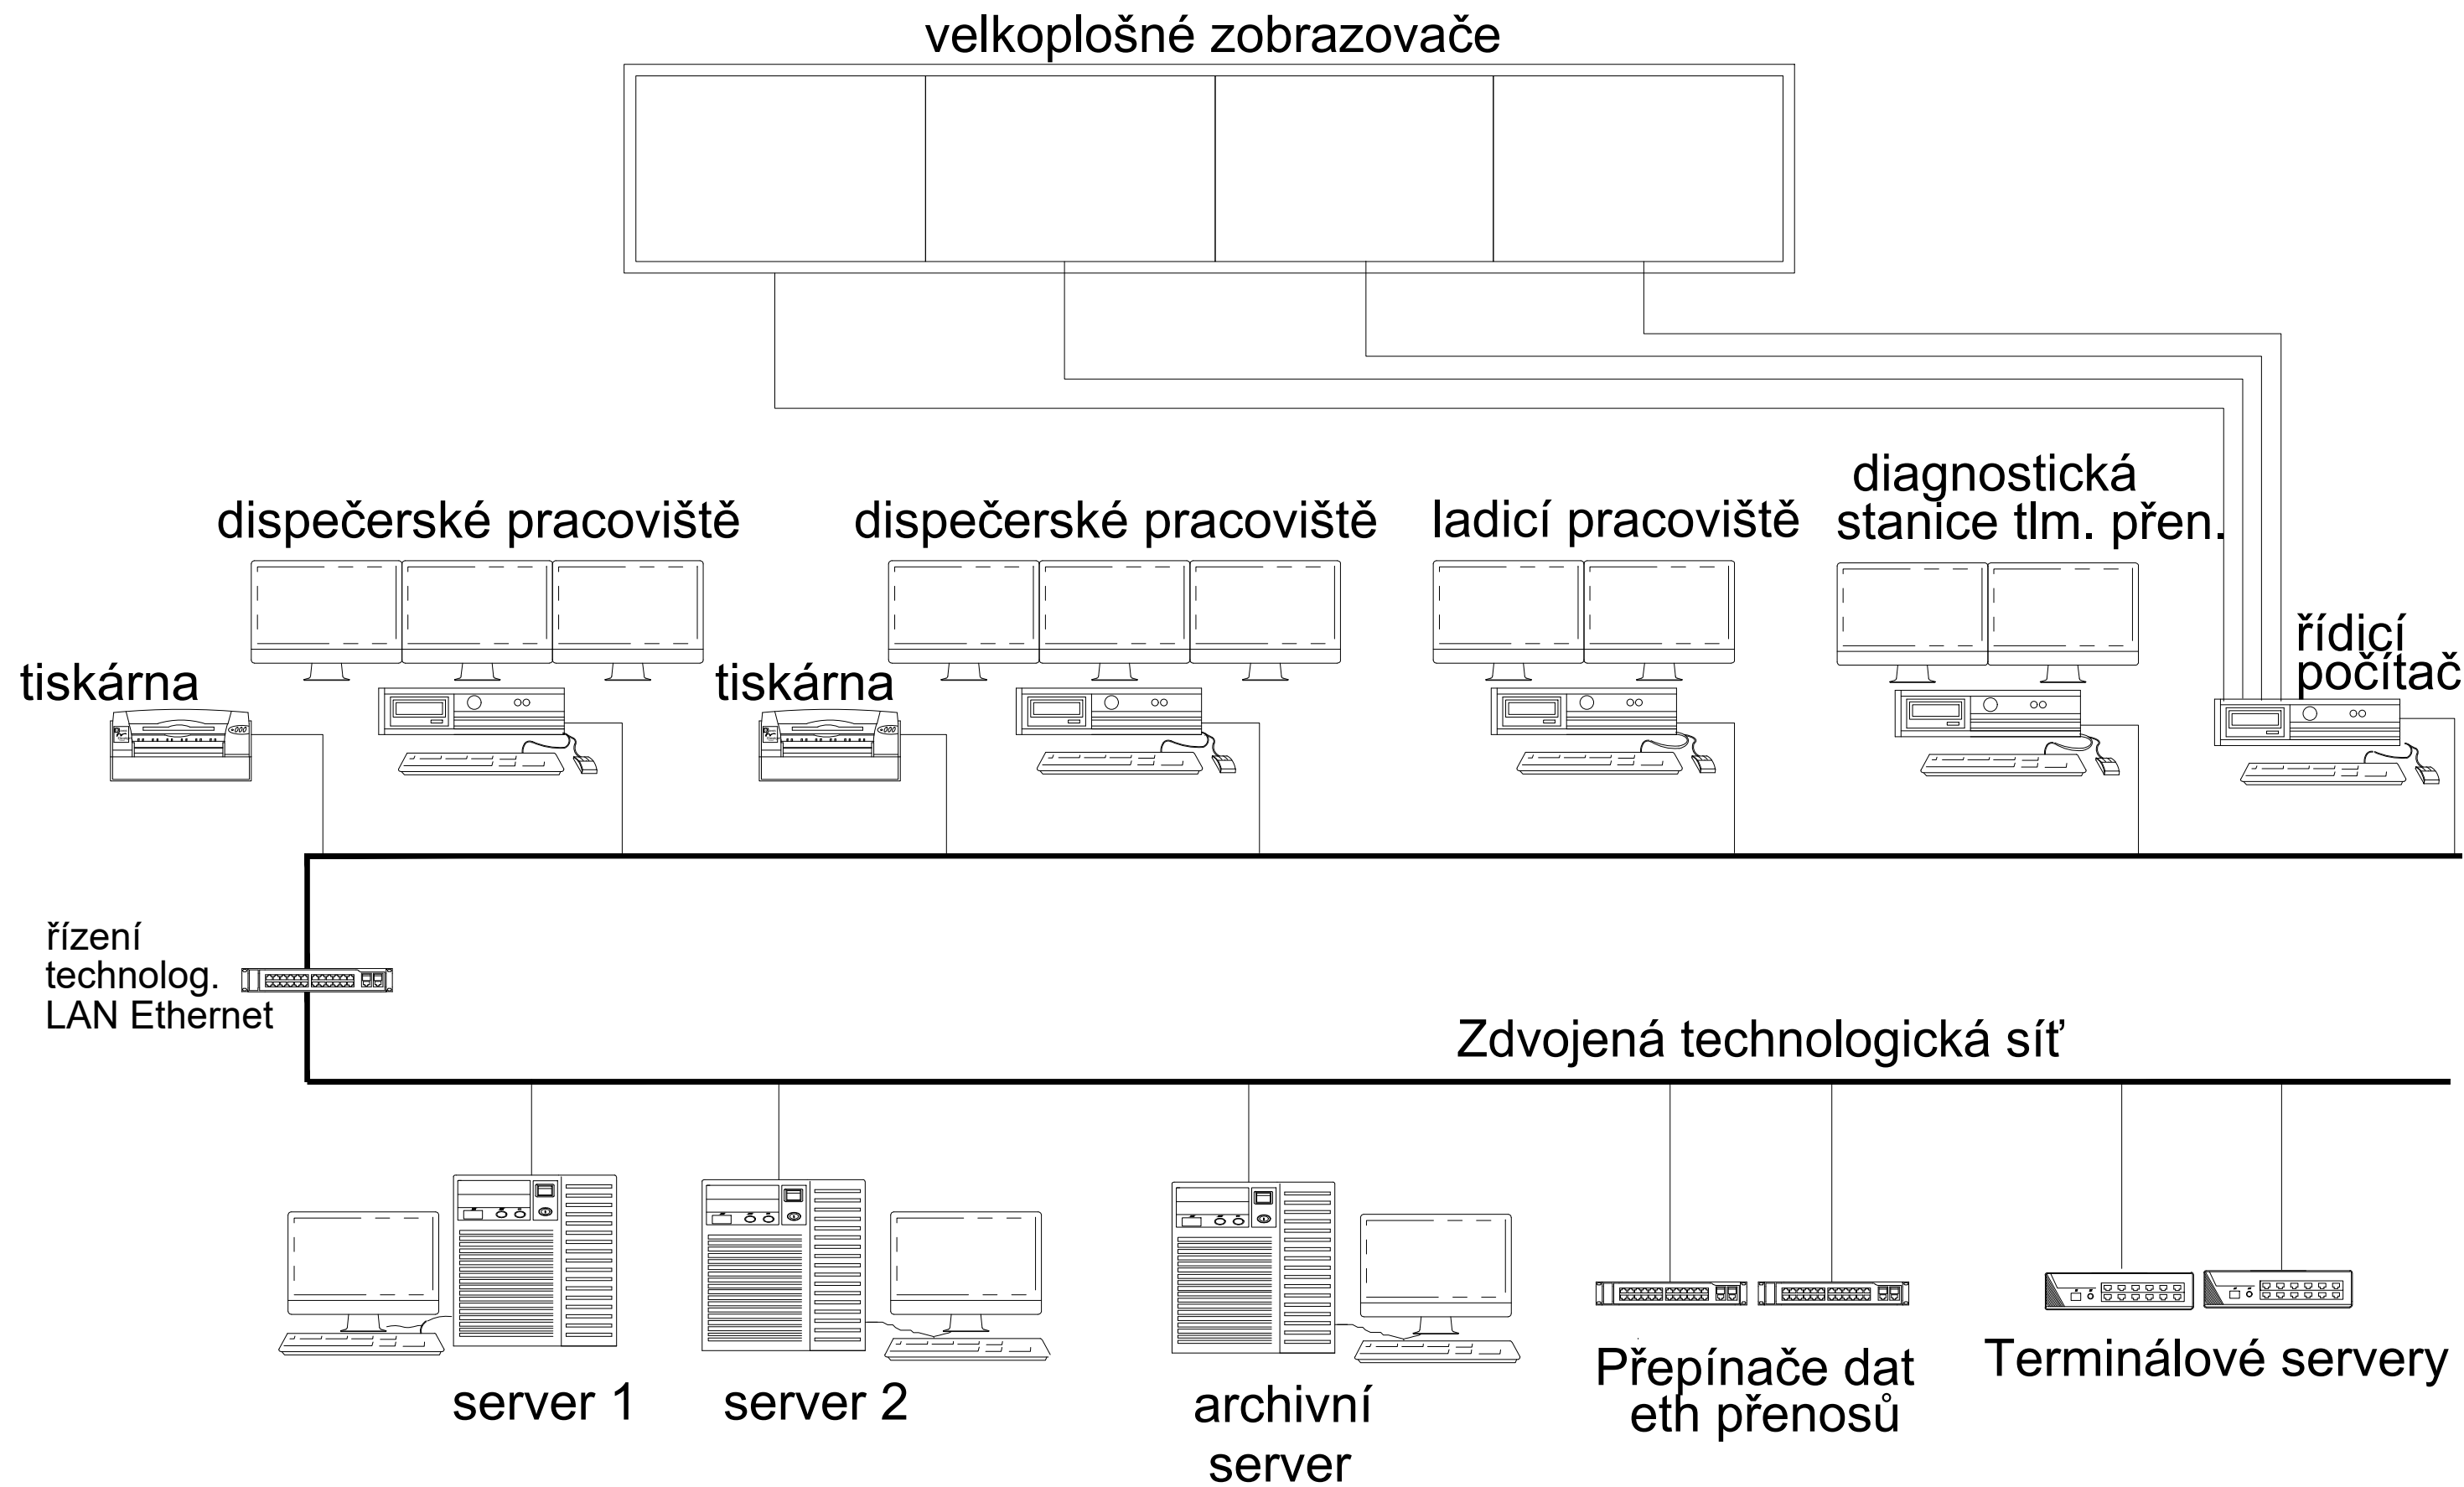 velkoplošné zobrazovače
dispečerské pracoviště
dispečerské pracoviště
ladicí pracoviště
diagnostická
stanice tlm. přen.
řídicí
počítač
tiskárna
tiskárna
řízení
technolog.
LAN Ethernet
Zdvojená technologická síť
server 1
server 2
archivní
server
Přepínače dat
eth přenosů
Terminálové servery